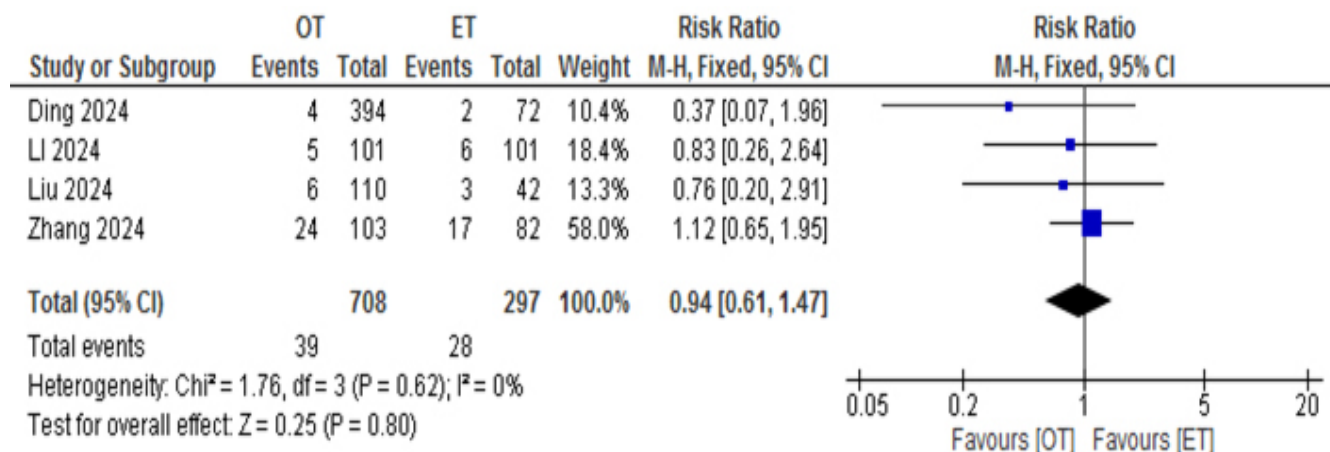 OT ET Risk Ratio Risk Ratio
Study or Subgroup Events Total Events Total Weight M-H, Fixed, 95% CI M-H, Fixed, 95% CI
Ding 2024 4 394 2 72 10.4% 0.37 [0.07, 1.96]
LI 2024 5 101 6 101 18.4% 0.83 [0.26, 2.64]
Liu 2024 6 110 3 42 13.3% 0.76 [0.20, 2.91]
Zhang 2024 24 103 17 82 58.0% 1.12 [0.65, 1.95]
Total (95% CI) 708 297 100.0% 0.94 [0.61, 1.47]
Total events 39 28
Heterogeneity: Chi² = 1.76, df = 3 (P = 0.62); I² = 0%
Test for overall effect: Z = 0.25 (P = 0.80)
0.05 0.2 1 5 20
Favours [OT] Favours [ET]